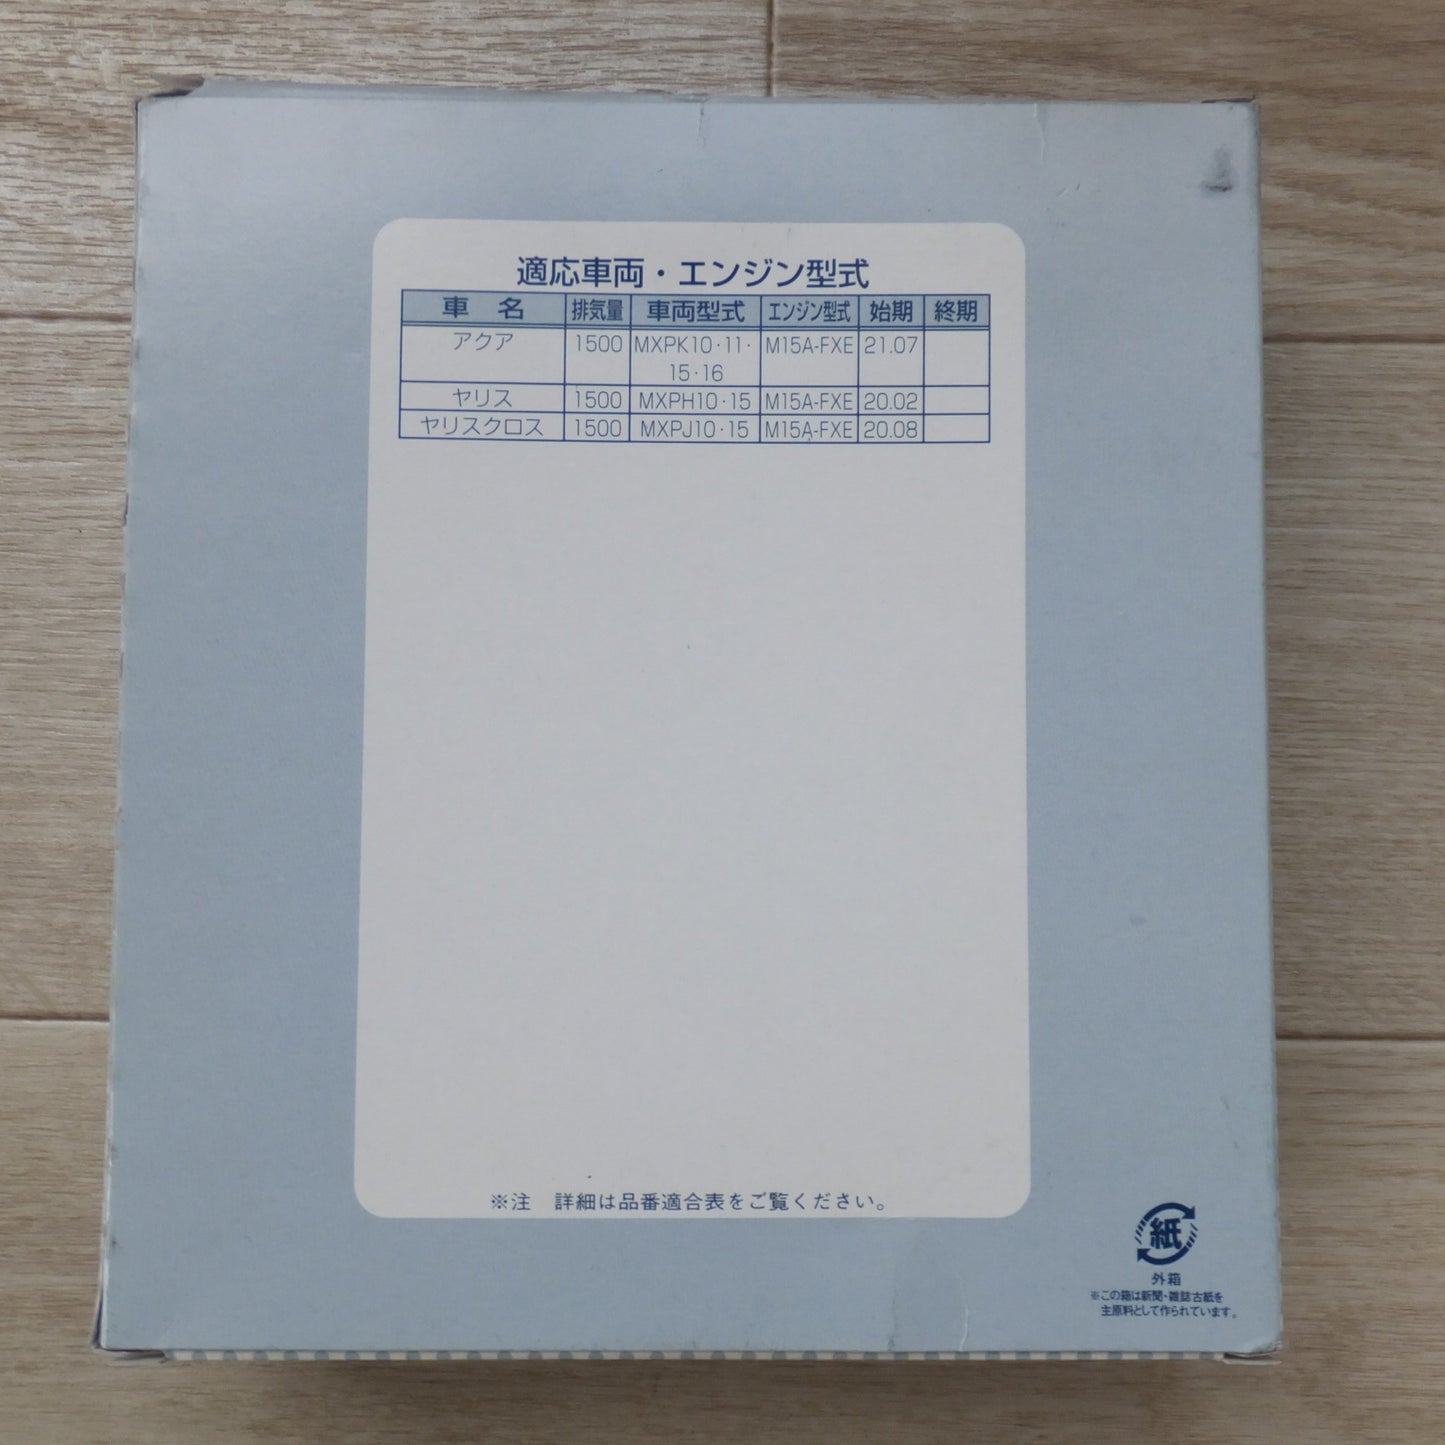 適応車両・エンジン型式
車 名 排気量 車両型式 エンジン型式 始期 終期
アクア 1500 MXPK10・11・ M15A-FXE 21.07
15・16
ヤリス 1500 MXPH10・15 M15A-FXE 20.02
ヤリスクロス 1500 MXPJ10・15 M15A-FXE 20.08
※注 詳細は品番適合表をご覧ください。
紙
外箱
※この箱は新聞・雑誌古紙を
主原料として作られています。